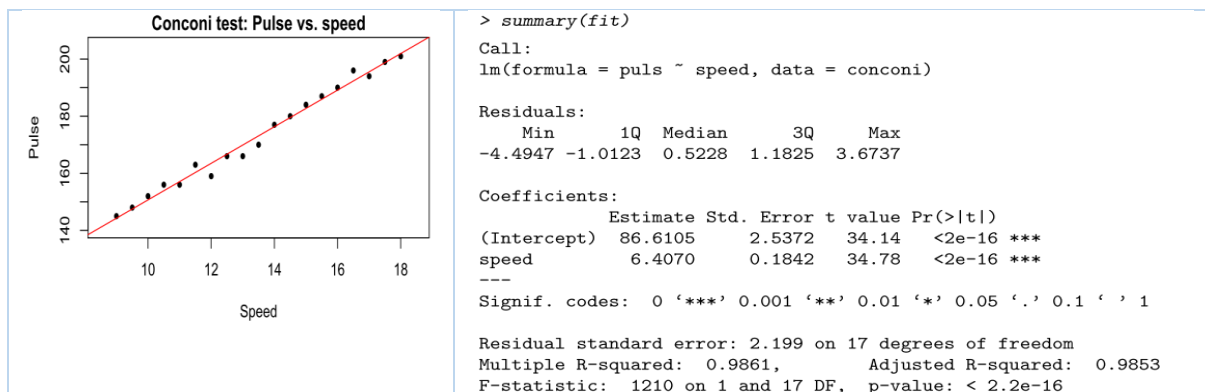 Conconi test: Pulse vs. speed
200
180
160
140
Pulse
10 12 14 16 18
Speed
> summary(fit)
Call:
lm(formula = puls ~ speed, data = conconi)
Residuals:
Min 1Q Median 3Q Max
-4.4947 -1.0123 0.5228 1.1825 3.6737
Coefficients:
Estimate Std. Error t value Pr(>|t|)
(Intercept) 86.6105 2.5372 34.14 <2e-16 ***
speed 6.4070 0.1842 34.78 <2e-16 ***
---
Signif. codes: 0 ‘***’ 0.001 ‘**’ 0.01 ‘*’ 0.05 ‘.’ 0.1 ‘ ’ 1
Residual standard error: 2.199 on 17 degrees of freedom
Multiple R-squared: 0.9861, Adjusted R-squared: 0.9853
F-statistic: 1210 on 1 and 17 DF, p-value: < 2.2e-16